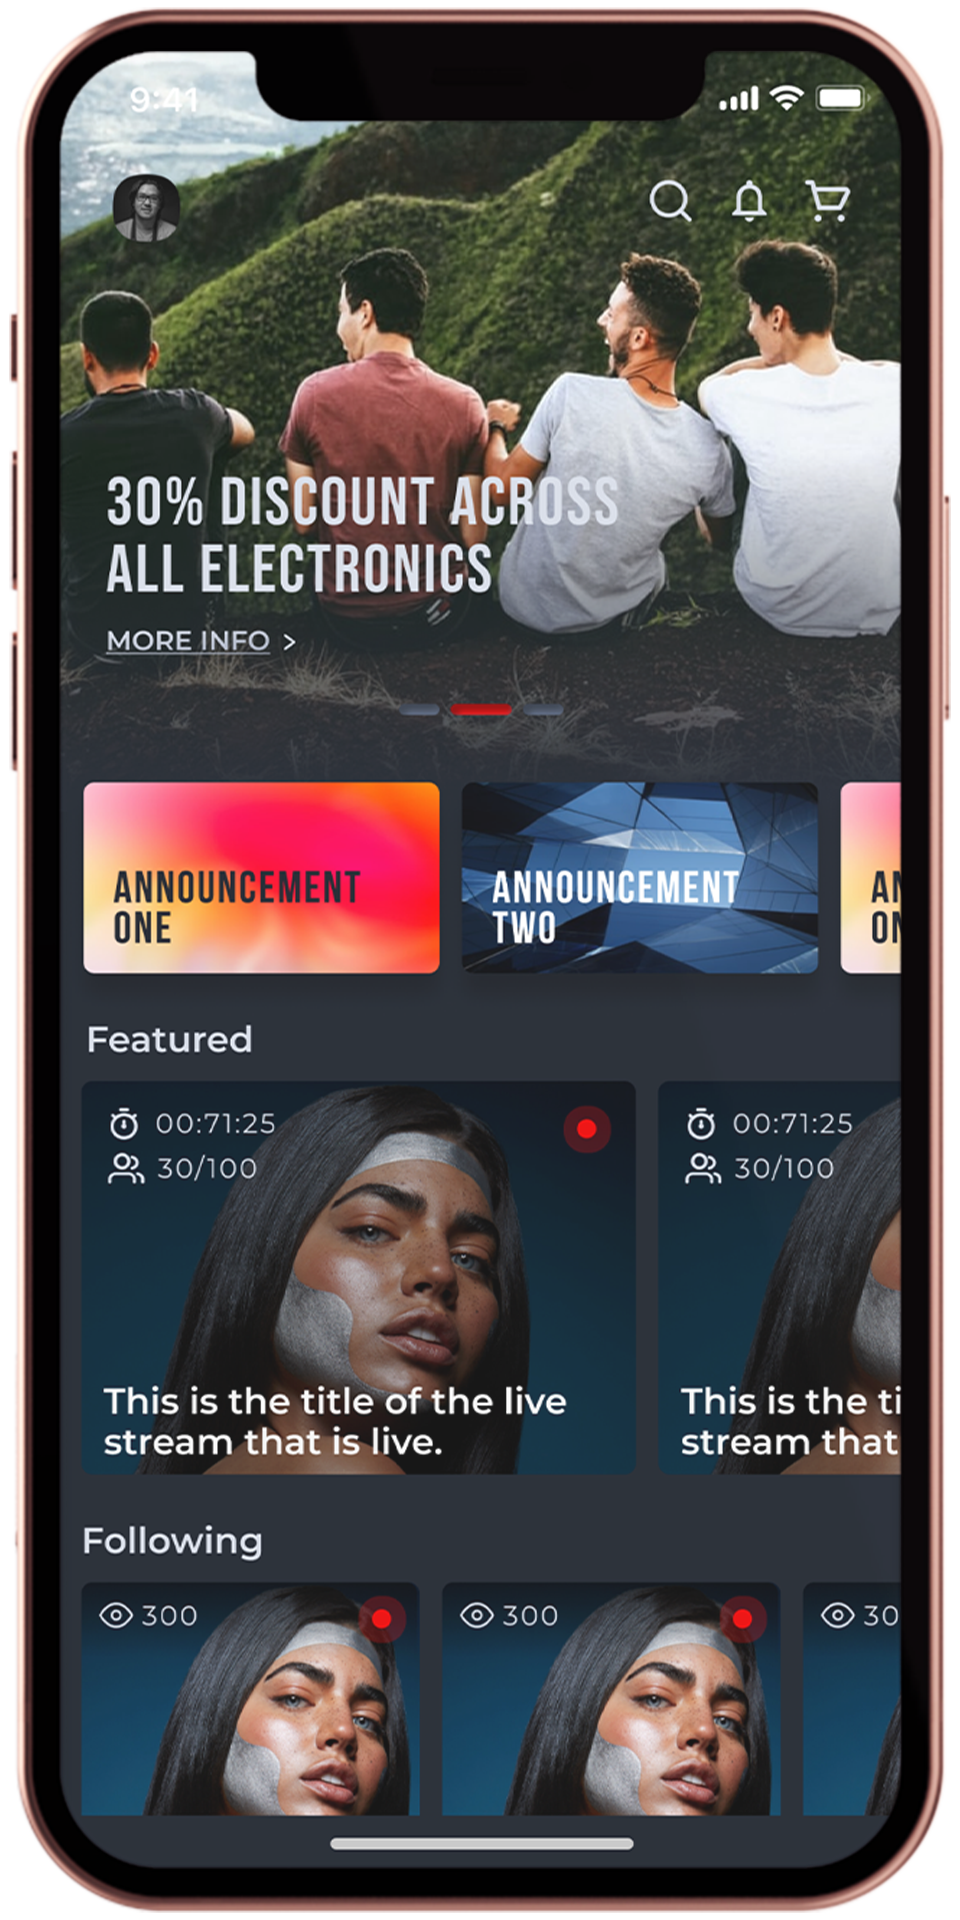 9:41
30% DISCOUNT ACROSS
ALL ELECTRONICS
MORE INFO >
ANNOUNCEMENT
ONE
ANNOUNCEMENT
TWO
AN
ON
Featured
00:71:25
30/100
00:71:25
30/100
This is the title of the live
stream that is live.
This is the ti
stream that
Following
300
300
30